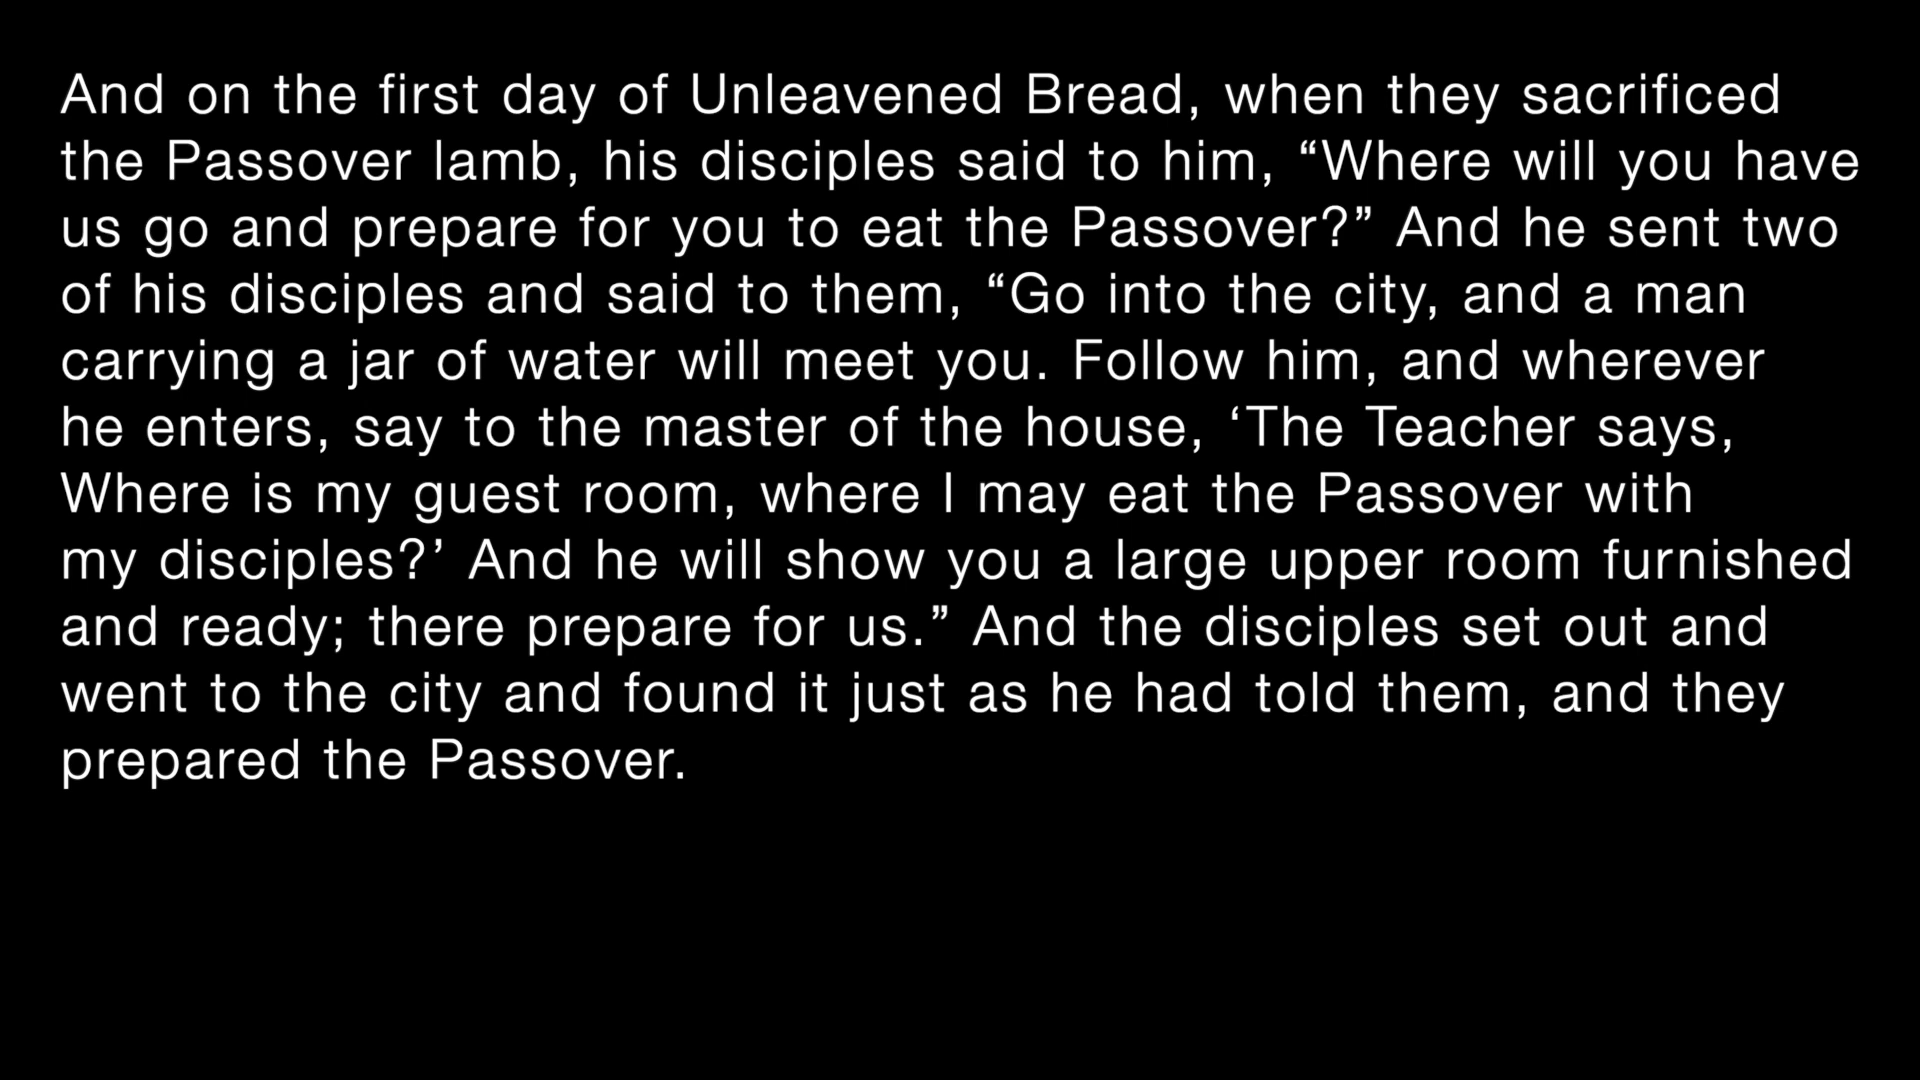 And on the first day of Unleavened Bread, when they sacrificed
the Passover lamb, his disciples said to him, “Where will you have
us go and prepare for you to eat the Passover?” And he sent two
of his disciples and said to them, “Go into the city, and a man
carrying a jar of water will meet you. Follow him, and wherever
he enters, say to the master of the house, ‘The Teacher says,
Where is my guest room, where I may eat the Passover with
my disciples?’ And he will show you a large upper room furnished
and ready; there prepare for us.” And the disciples set out and
went to the city and found it just as he had told them, and they
prepared the Passover.